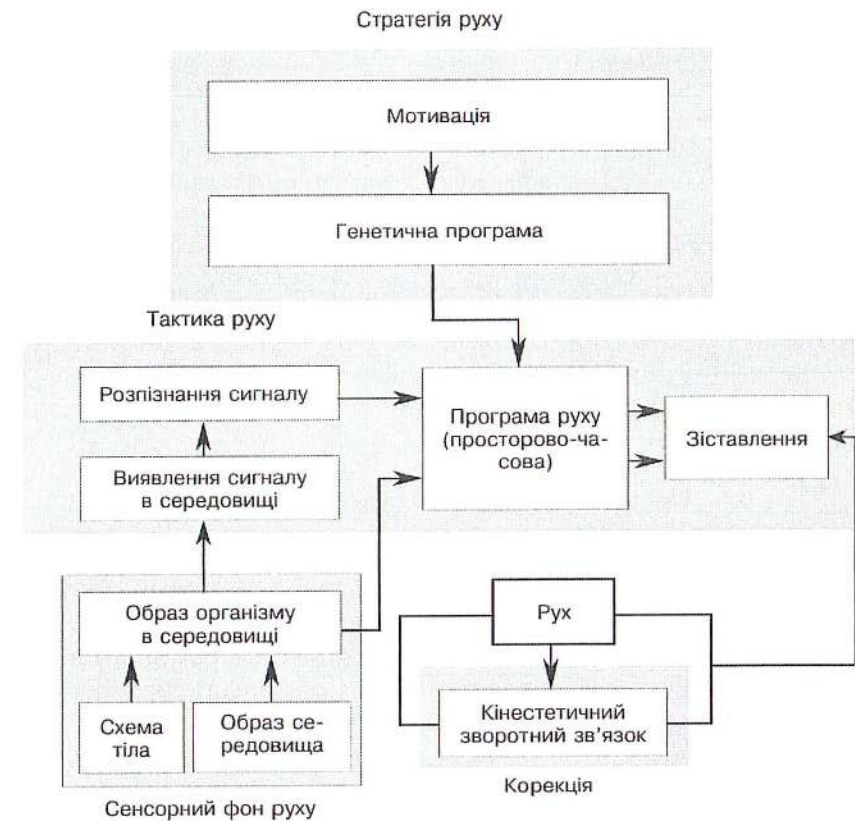 Стратегія руху
Мотивація
Генетична програма
Тактика руху
Розпізнання сигналу
Виявлення сигналу
в середовищі
Програма руху
(просторово-ча-
сова)
Зіставлення
Образ організму
в середовищі
Схема
тіла
Образ се-
редовища
Сенсорний фон руху
Рух
Кінестетичний
зворотний зв'язок
Корекція